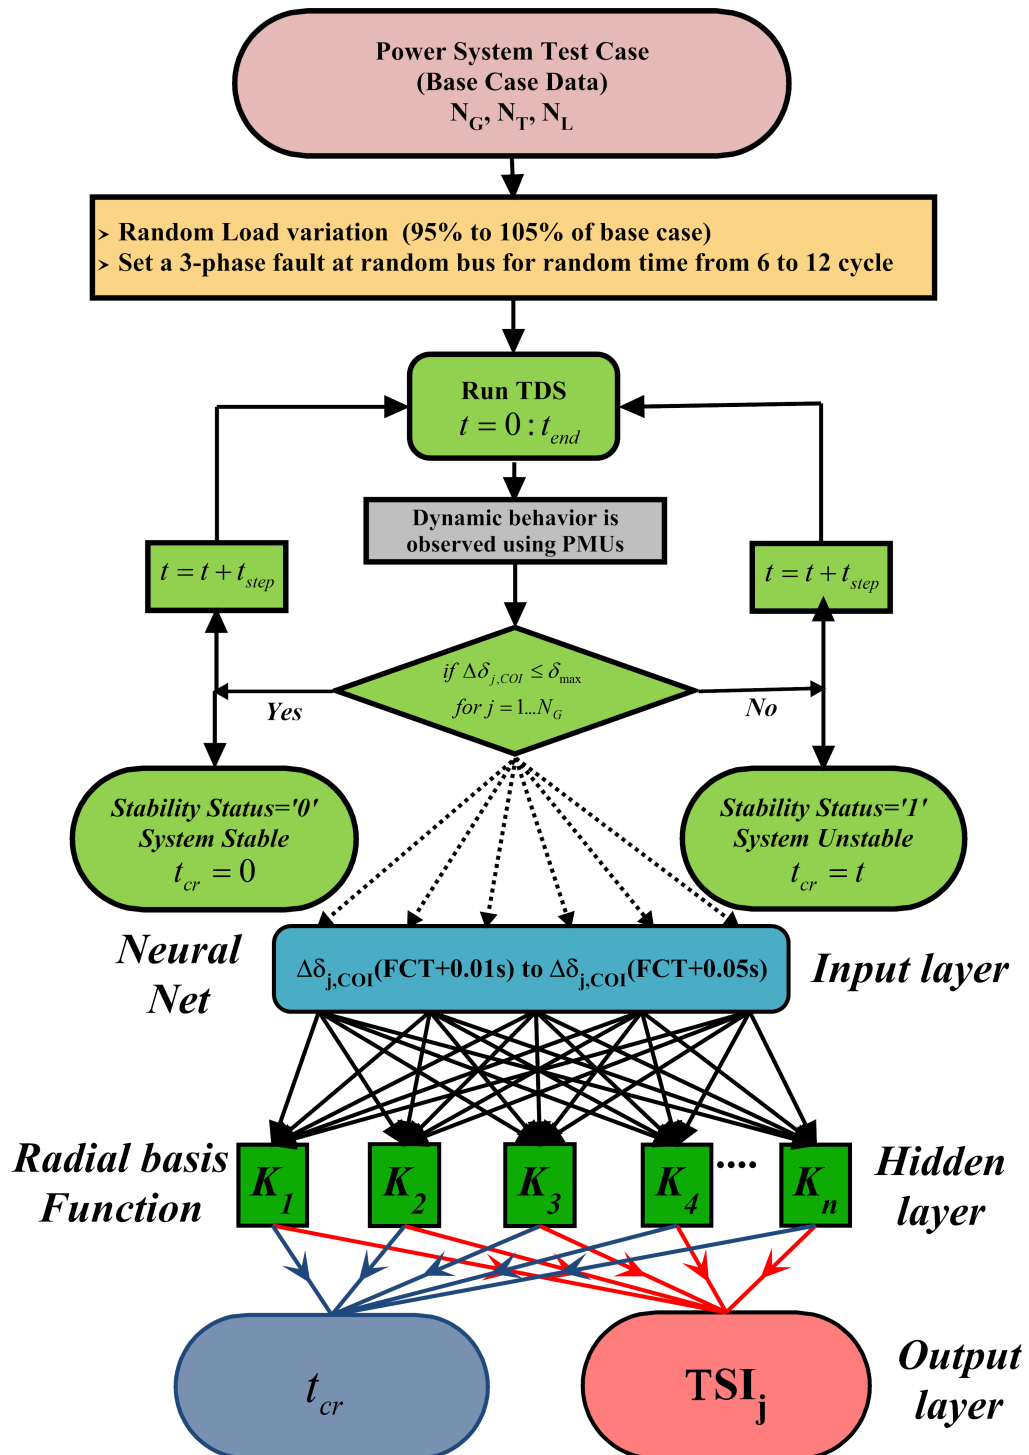 Power System Test Case
(Base Case Data)
N_G, N_T, N_L
➢ Random Load variation (95% to 105% of base case)
➢ Set a 3-phase fault at random bus for random time from 6 to 12 cycle
Run TDS
t = 0 : t_end
Dynamic behavior is
observed using PMUs
t = t + t_step
t = t + t_step
if Δδ_j,COI ≤ δ_max
for j = 1...N_G
Yes
No
Stability Status='0'
System Stable
t_cr = 0
Stability Status='1'
System Unstable
t_cr = t
Neural
Net
Δδ_j,COI(FCT+0.01s) to Δδ_j,COI(FCT+0.05s)
Input layer
Radial basis
Function
K_1
K_2
K_3
K_4
....
K_n
Hidden
layer
t_cr
TSI_j
Output
layer